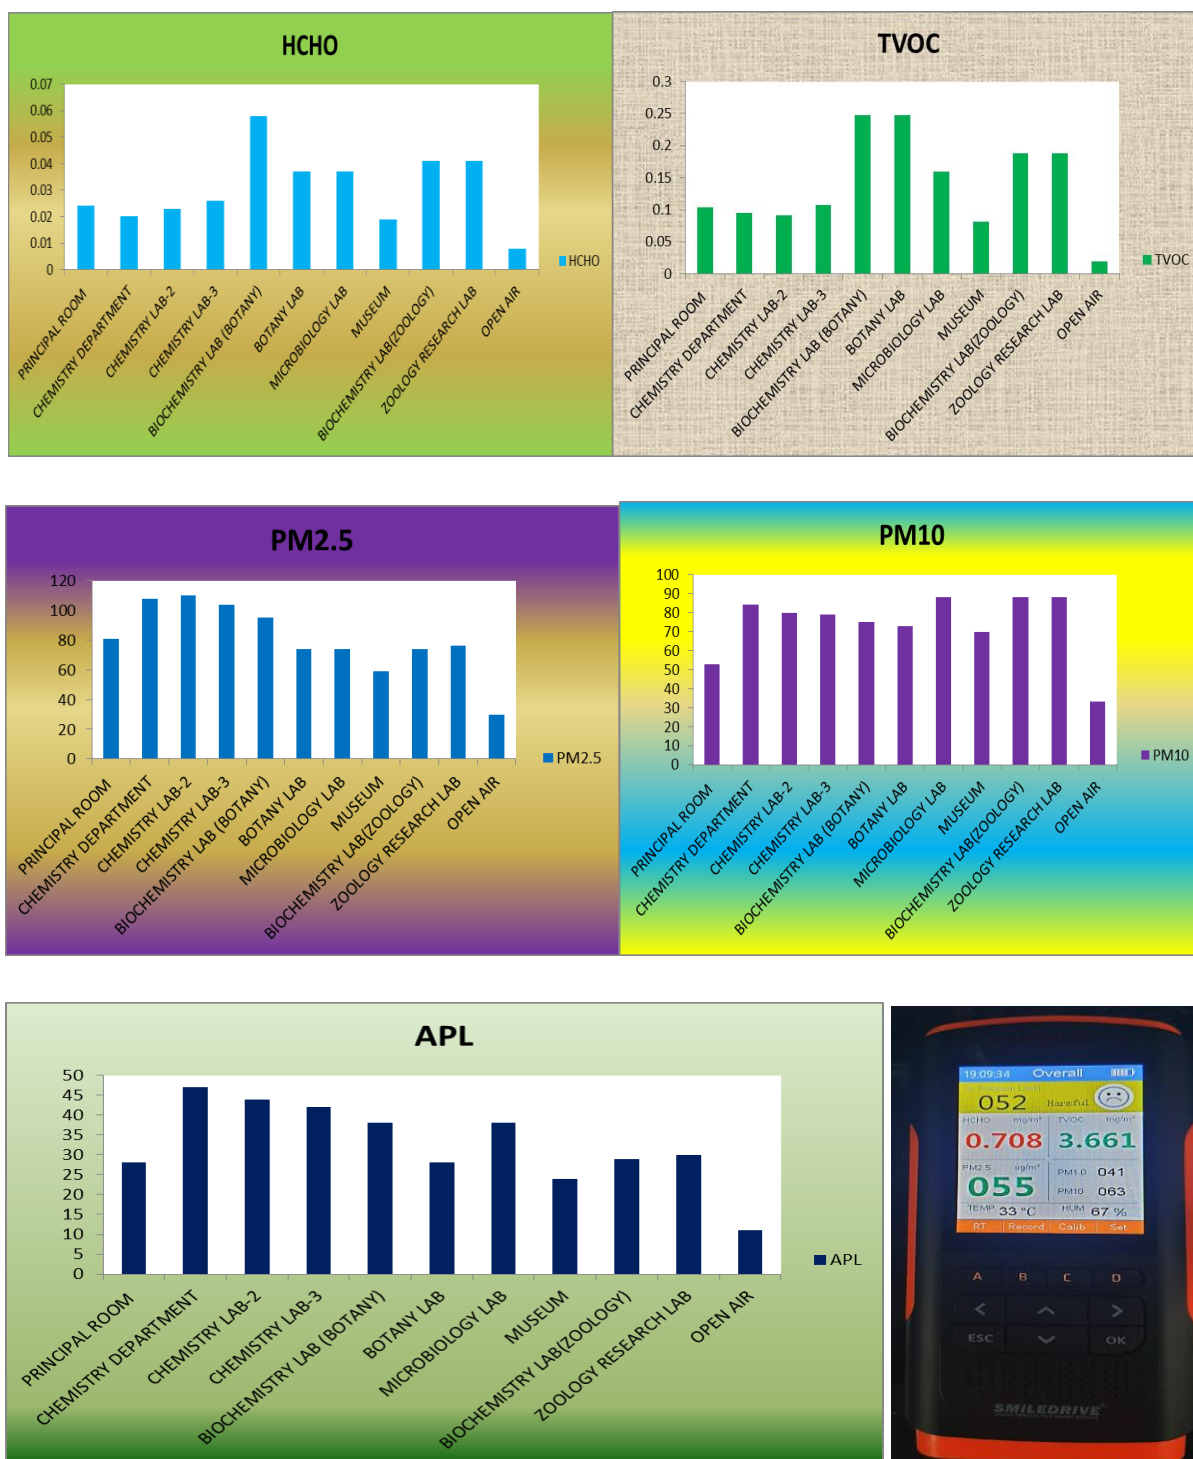 HCHO
0.07
0.06
0.05
0.04
0.03
0.02
0.01
0
PRINCIPAL ROOM
CHEMISTRY DEPARTMENT
CHEMISTRY LAB-2
CHEMISTRY LAB-3
BIOCHEMISTRY LAB (BOTANY)
BOTANY LAB
MICROBIOLOGY LAB
MUSEUM
BIOCHEMISTRY LAB(ZOOLOGY)
ZOOLOGY RESEARCH LAB
OPEN AIR
HCHO
TVOC
0.3
0.25
0.2
0.15
0.1
0.05
0
PRINCIPAL ROOM
CHEMISTRY DEPARTMENT
CHEMISTRY LAB-2
CHEMISTRY LAB-3
BIOCHEMISTRY LAB (BOTANY)
BOTANY LAB
MICROBIOLOGY LAB
MUSEUM
BIOCHEMISTRY LAB(ZOOLOGY)
ZOOLOGY RESEARCH LAB
OPEN AIR
TVOC
PM2.5
120
100
80
60
40
20
0
PRINCIPAL ROOM
CHEMISTRY DEPARTMENT
CHEMISTRY LAB-2
CHEMISTRY LAB-3
BIOCHEMISTRY LAB (BOTANY)
BOTANY LAB
MICROBIOLOGY LAB
MUSEUM
BIOCHEMISTRY LAB(ZOOLOGY)
ZOOLOGY RESEARCH LAB
OPEN AIR
PM2.5
PM10
100
90
80
70
60
50
40
30
20
10
0
PRINCIPAL ROOM
CHEMISTRY DEPARTMENT
CHEMISTRY LAB-2
CHEMISTRY LAB-3
BIOCHEMISTRY LAB (BOTANY)
BOTANY LAB
MICROBIOLOGY LAB
MUSEUM
BIOCHEMISTRY LAB(ZOOLOGY)
ZOOLOGY RESEARCH LAB
OPEN AIR
PM10
APL
50
45
40
35
30
25
20
15
10
5
0
PRINCIPAL ROOM
CHEMISTRY DEPARTMENT
CHEMISTRY LAB-2
CHEMISTRY LAB-3
BIOCHEMISTRY LAB (BOTANY)
BOTANY LAB
MICROBIOLOGY LAB
MUSEUM
BIOCHEMISTRY LAB(ZOOLOGY)
ZOOLOGY RESEARCH LAB
OPEN AIR
APL
19:09:34 Overall
052 Harmful
HCHO mg/m³ TVOC mg/m³
0.708 3.661
PM2.5 ug/m³ PM1.0 041
055 PM10 063
TEMP 33 °C HUM 67 %
RT Record Calib Set
A B C D
ESC OK
SMILEDRIVE